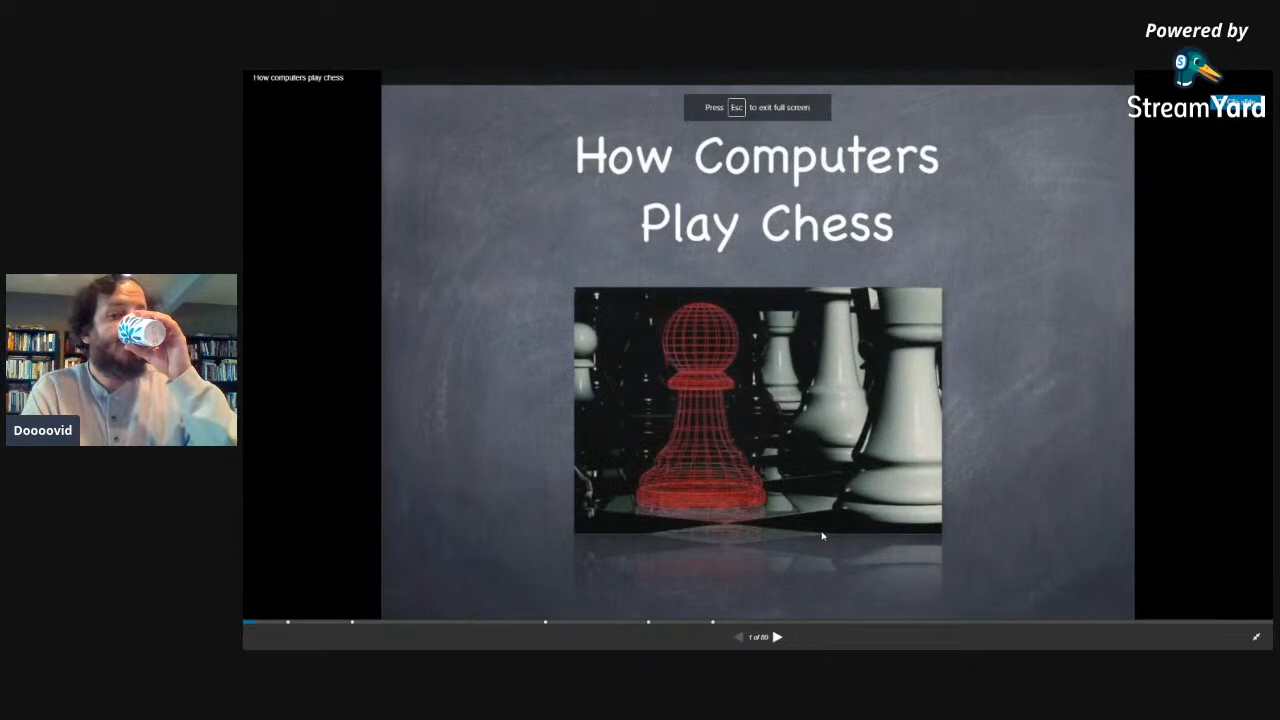 Powered by
StreamYard
How computers play chess
Press Esc to exit full screen
How Computers
Play Chess
Doooovid
1 of 80